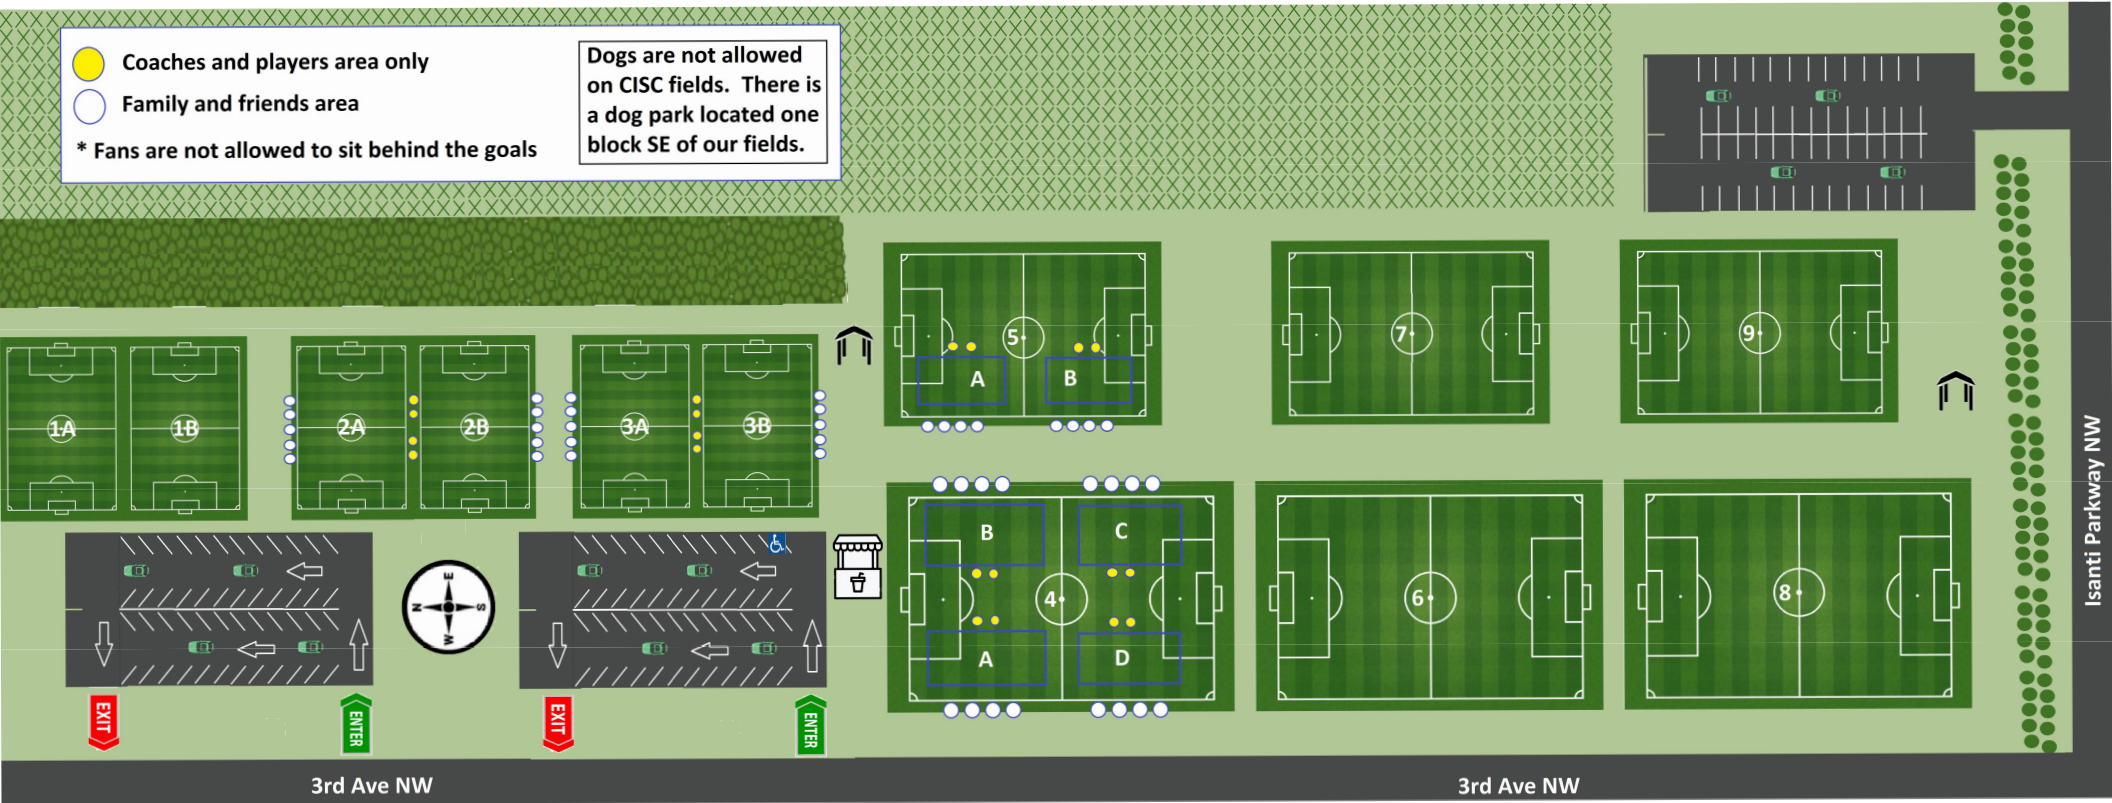 Coaches and players area only
Family and friends area
* Fans are not allowed to sit behind the goals
Dogs are not allowed
on CISC fields.  There is
a dog park located one
block SE of our fields.
5
A
B
7
9
1A
1B
2A
2B
3A
3B
B
C
4
A
D
6
8
E
N
S
W
EXIT
ENTER
EXIT
ENTER
Isanti Parkway NW
3rd Ave NW
3rd Ave NW